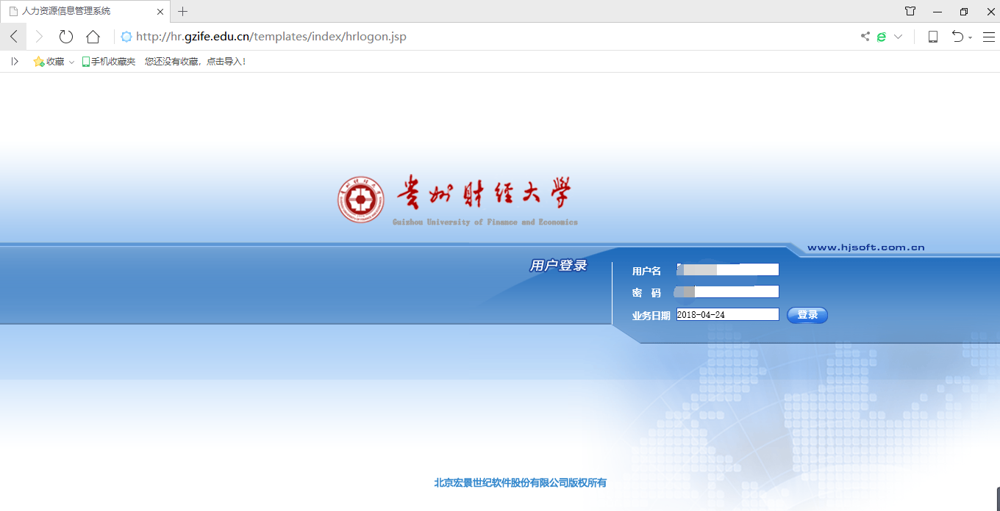 人力资源信息管理系统
http://hr.gzife.edu.cn/templates/index/hrlogon.jsp
收藏 手机收藏夹 您还没有收藏，点击导入！
贵州财经大学
Guizhou University of Finance and Economics
www.hjsoft.com.cn
用户登录
用户名
密 码
业务日期 2018-04-24 登录
北京宏景世纪软件股份有限公司版权所有